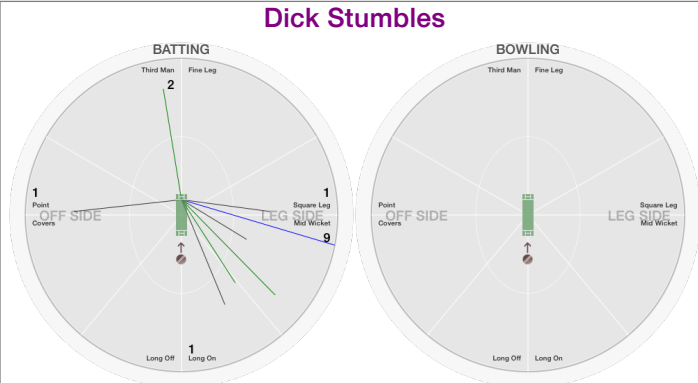 Dick Stumbles
BATTING
Third Man Fine Leg
2
1 1
Point Square Leg
OFF SIDE LEG SIDE
Covers Mid Wicket
9
1
Long Off Long On
BOWLING
Third Man Fine Leg
Point Square Leg
OFF SIDE LEG SIDE
Covers Mid Wicket
Long Off Long On